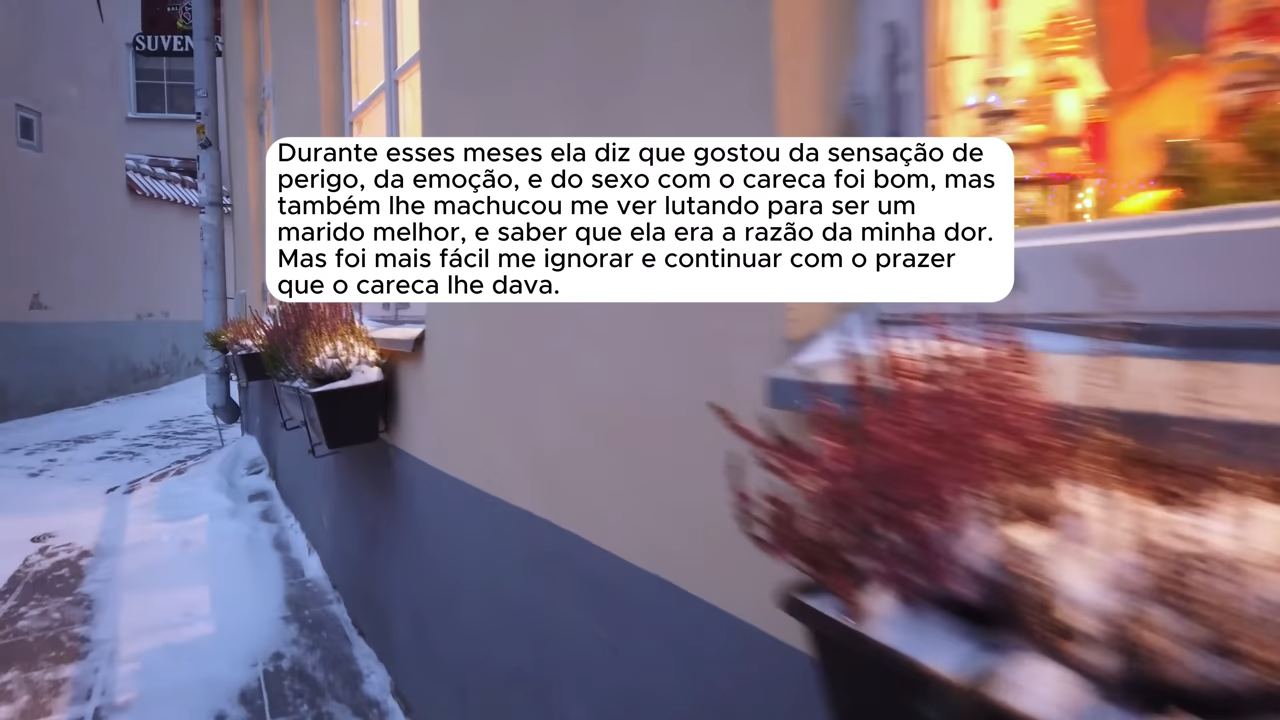 SUVEN
Durante esses meses ela diz que gostou da sensação de
perigo, da emoção, e do sexo com o careca foi bom, mas
também lhe machucou me ver lutando para ser um
marido melhor, e saber que ela era a razão da minha dor.
Mas foi mais fácil me ignorar e continuar com o prazer
que o careca lhe dava.